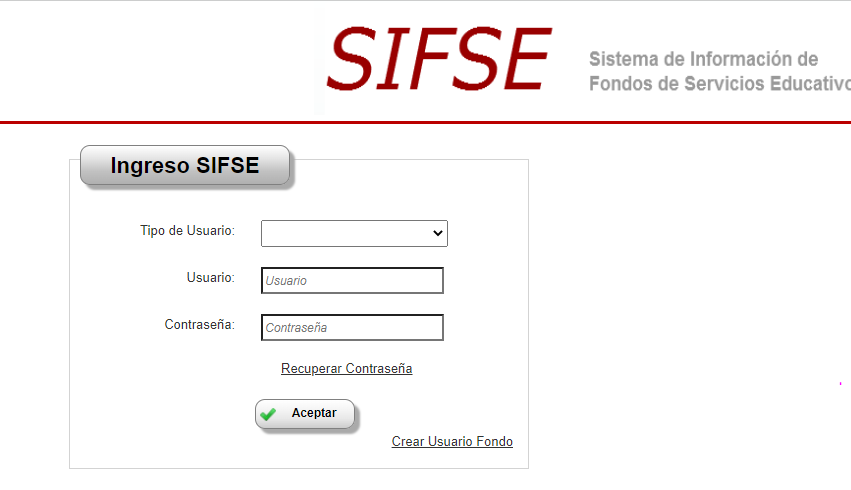 SIFSE
Sistema de Información de
Fondos de Servicios Educativo
Ingreso SIFSE
Tipo de Usuario:
Usuario:
Usuario
Contraseña:
Contraseña
Recuperar Contraseña
Aceptar
Crear Usuario Fondo